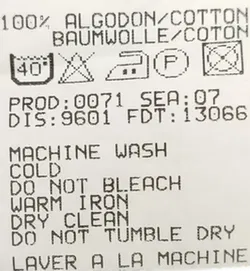 100% ALGODON/COTTON
BAUMWOLLE/COTON
40° P
PROD:0071 SEA:07
DIS:9601 FDT:13066
MACHINE WASH
COLD
DO NOT BLEACH
WARM IRON
DRY CLEAN
DO NOT TUMBLE DRY
LAVER A LA MACHINE